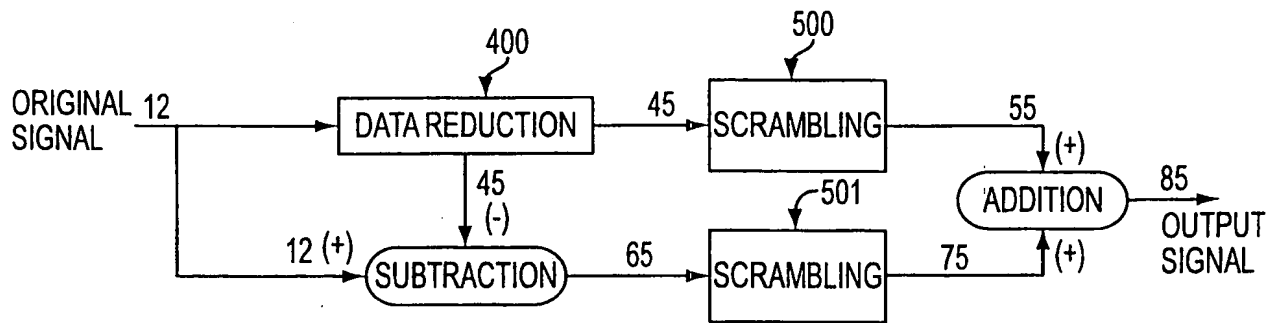 400
500
ORIGINAL SIGNAL
12
DATA REDUCTION
45
SCRAMBLING
55
(+)
45
(-)
501
ADDITION
85
OUTPUT SIGNAL
12 (+)
SUBTRACTION
65
SCRAMBLING
75
(+)